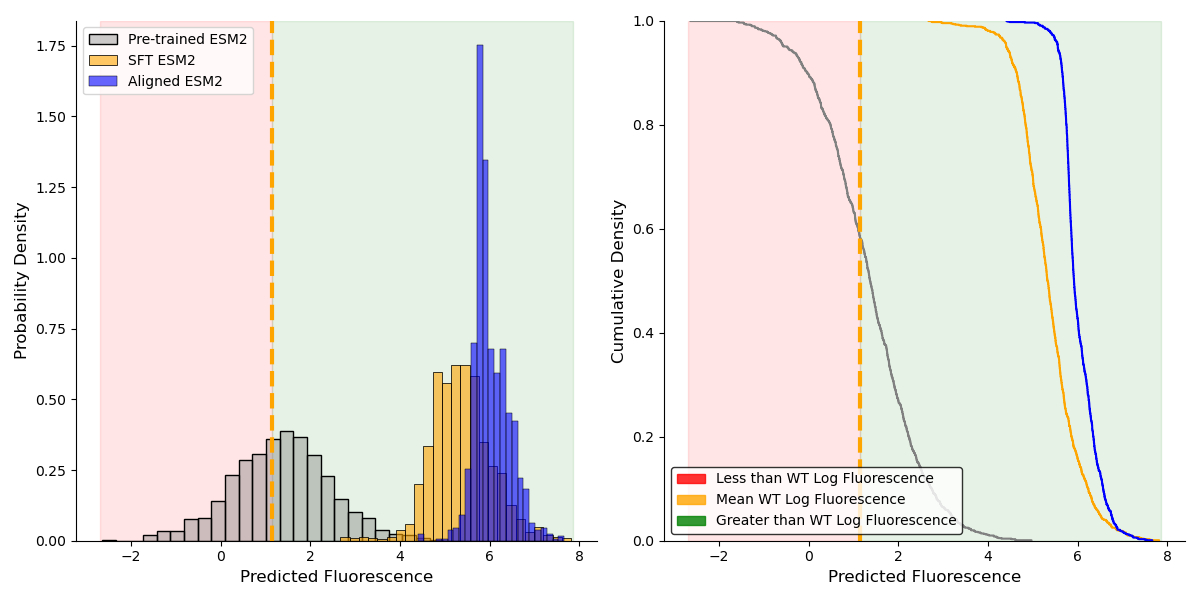 Pre-trained ESM2
SFT ESM2
Aligned ESM2
Probability Density
1.75
1.50
1.25
1.00
0.75
0.50
0.25
0.00
−2
0
2
4
6
8
Predicted Fluorescence
Cumulative Density
1.0
0.8
0.6
0.4
0.2
0.0
Less than WT Log Fluorescence
Mean WT Log Fluorescence
Greater than WT Log Fluorescence
−2
0
2
4
6
8
Predicted Fluorescence